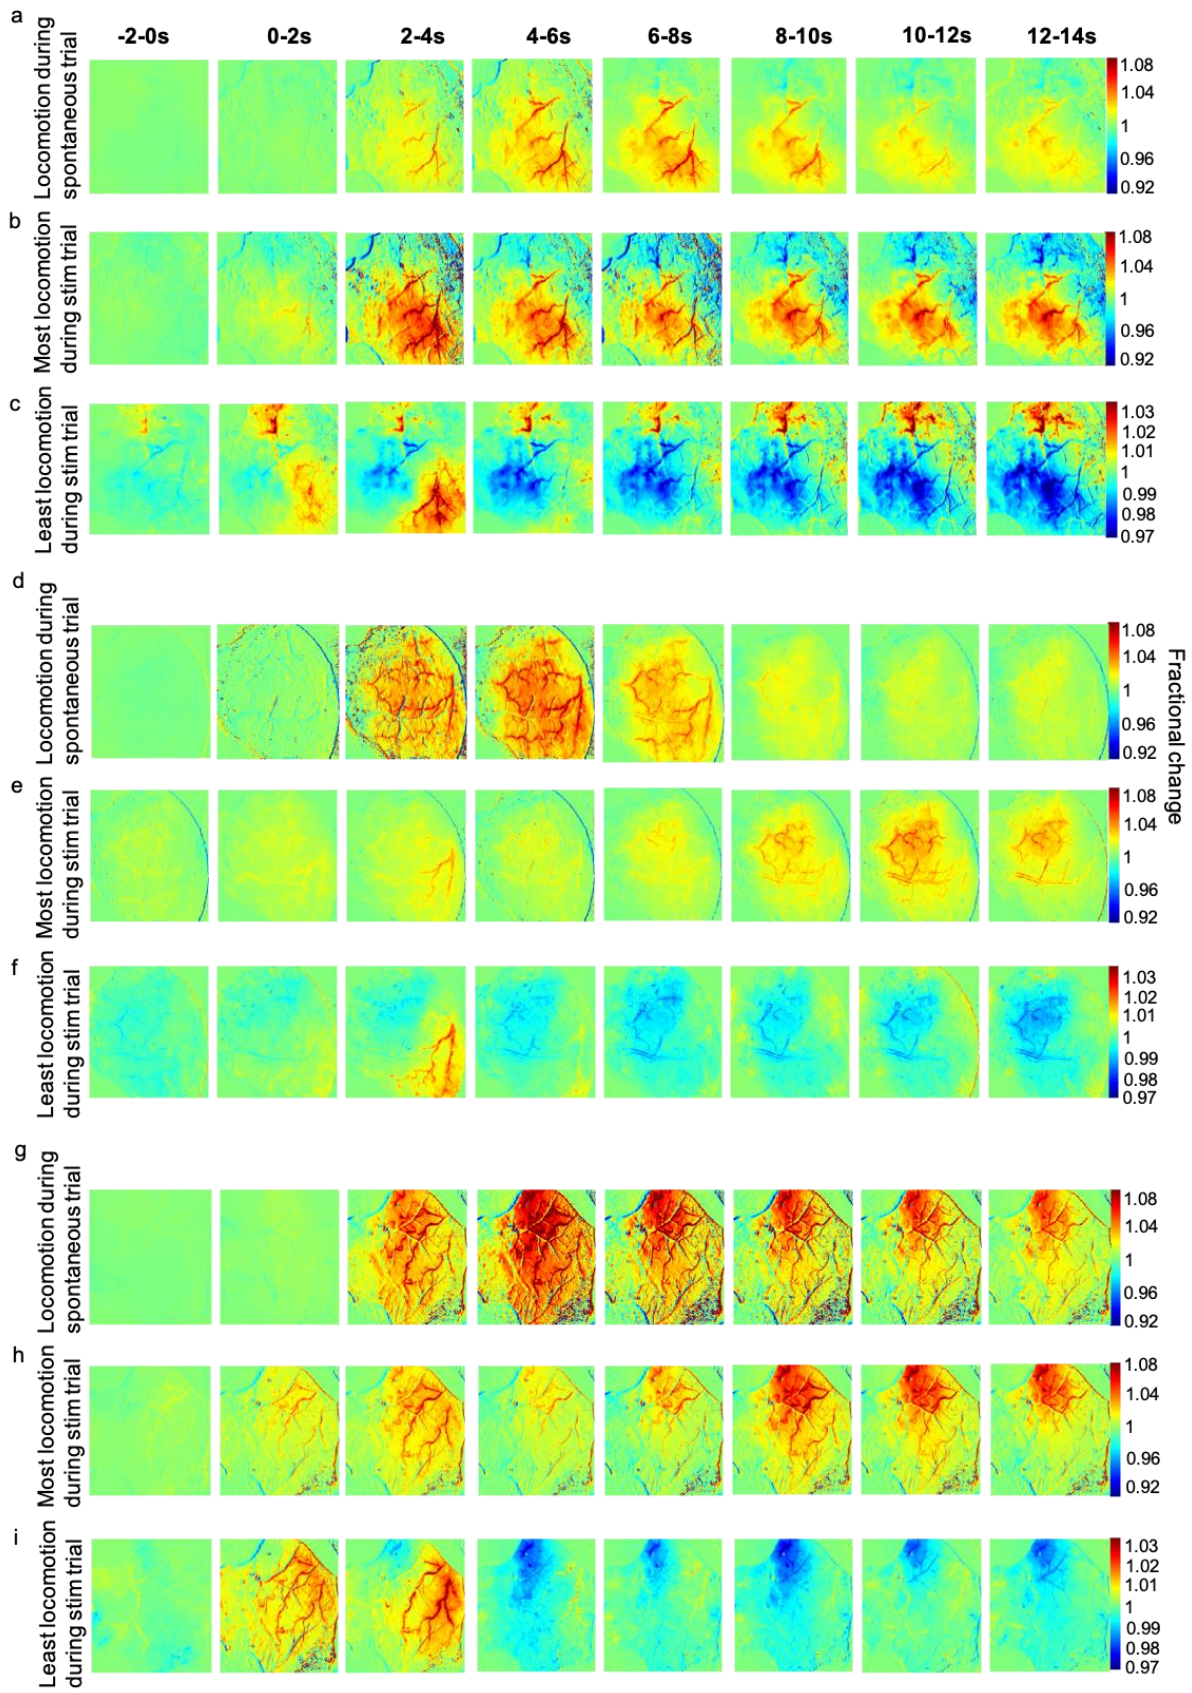 a
-2-0s 0-2s 2-4s 4-6s 6-8s 8-10s 10-12s 12-14s
Locomotion during
spontaneous trial
1.08
1.04
1
0.96
0.92
b
Most locomotion
during stim trial
1.08
1.04
1
0.96
0.92
c
Least locomotion
during stim trial
1.03
1.02
1.01
1
0.99
0.98
0.97
d
Locomotion during
spontaneous trial
1.08
1.04
1
0.96
0.92
Fractional change
e
Most locomotion
during stim trial
1.08
1.04
1
0.96
0.92
f
Least locomotion
during stim trial
1.03
1.02
1.01
1
0.99
0.98
0.97
g
Locomotion during
spontaneous trial
1.08
1.04
1
0.96
0.92
h
Most locomotion
during stim trial
1.08
1.04
1
0.96
0.92
i
Least locomotion
during stim trial
1.03
1.02
1.01
1
0.99
0.98
0.97